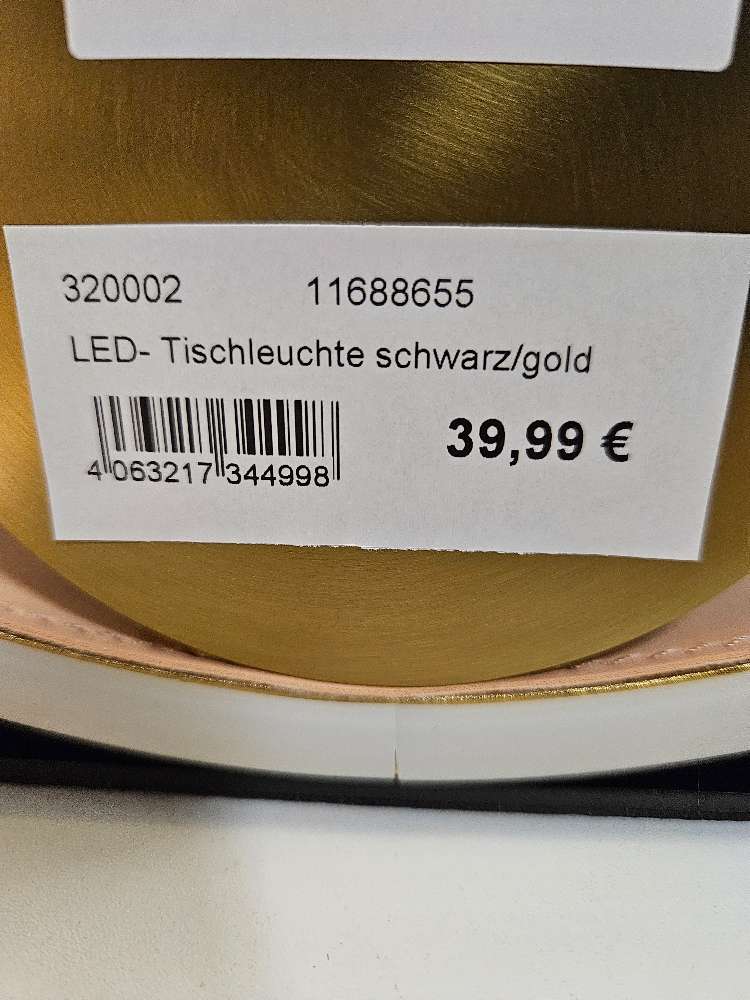 320002 11688655
LED- Tischleuchte schwarz/gold
39,99 €
4 063217 344998